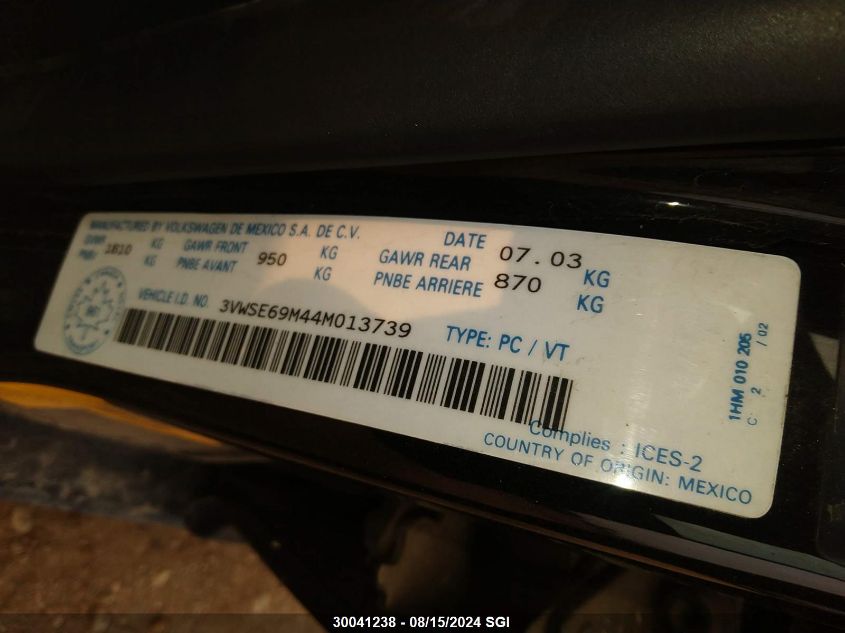 MANUFACTURED BY VOLKSWAGEN DE MEXICO S.A. DE C.V. DATE 07.03
GVWR 1810 KG GAWR FRONT 950 KG GAWR REAR 870 KG
PNBV KG PNBE AVANT KG PNBE ARRIERE KG
VEHICLE I.D. NO. 3VWSE69M44M013739 TYPE: PC / VT
Complies : ICES-2
COUNTRY OF ORIGIN: MEXICO
1HM 010 205
C 2 / 02
30041238 - 08/15/2024 SGI